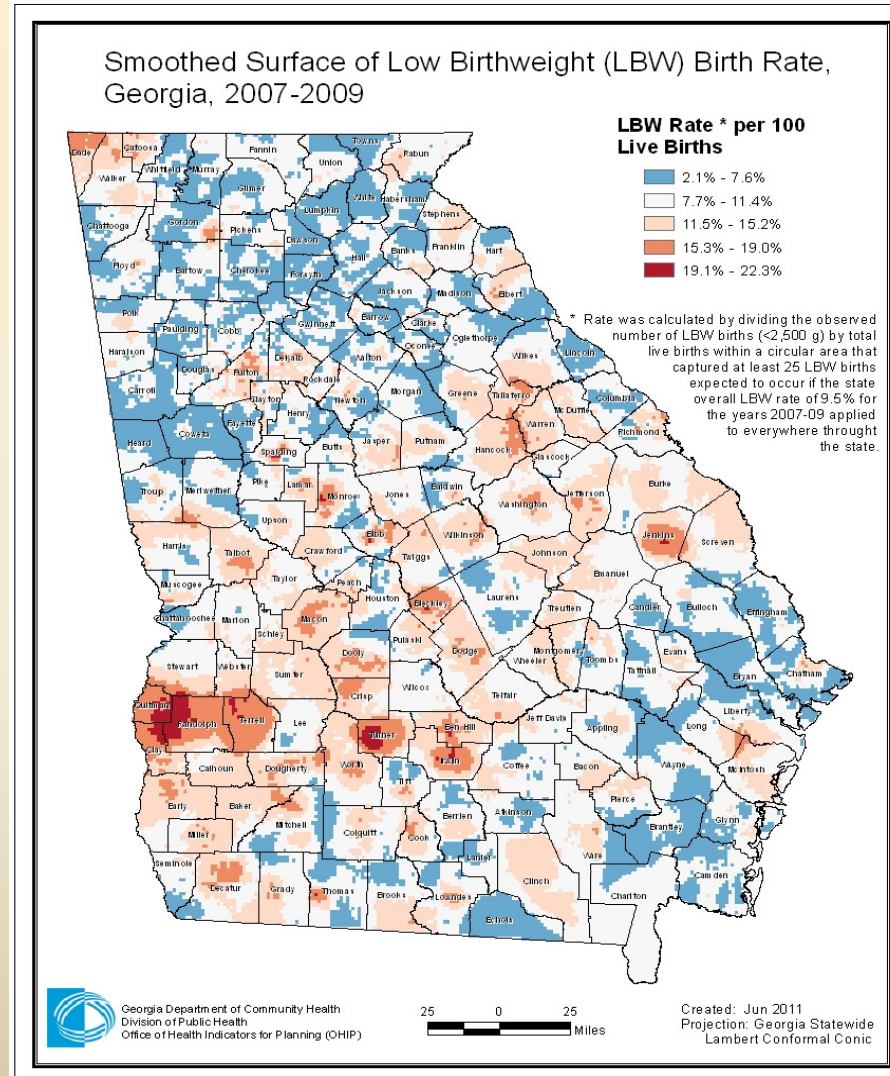 Smoothed Surface of Low Birthweight (LBW) Birth Rate,
Georgia, 2007-2009
LBW Rate * per 100
Live Births
2.1% - 7.6%
7.7% - 11.4%
11.5% - 15.2%
15.3% - 19.0%
19.1% - 22.3%
* Rate was calculated by dividing the observed
number of LBW births (<2,500 g) by total
live births within a circular area that
captured at least 25 LBW births
expected to occur if the state
overall LBW rate of 9.5% for
the years 2007-09 applied
to everywhere throught
the state.
Dade
Catoosa
Fannin
Towns
Rabun
Union
Walker
Whitfield
Murray
Gilmer
White
Habersham
Lumpkin
Stephens
Chattooga
Gordon
Pickens
Dawson
Banks
Franklin
Hart
Floyd
Bartow
Cherokee
Forsyth
Hall
Jackson
Madison
Elbert
Polk
Paulding
Cobb
Gwinnett
Barrow
Clarke
Oglethorpe
Oconee
Wilkes
Lincoln
Haralson
Douglas
Fulton
DeKalb
Walton
Rockdale
Carroll
Clayton
Newton
Morgan
Greene
Taliaferro
Mc Duffie
Columbia
Henry
Fayette
Warren
Richmond
Heard
Coweta
Spalding
Butts
Jasper
Putnam
Hancock
Glascock
Troup
Meriwether
Pike
Lamar
Monroe
Jones
Baldwin
Washington
Jefferson
Burke
Upson
Bibb
Wilkinson
Jenkins
Screven
Harris
Talbot
Crawford
Twiggs
Johnson
Emanuel
Muscogee
Taylor
Peach
Houston
Bleckley
Laurens
Treutlen
Candler
Bulloch
Effingham
Chattahoochee
Marion
Macon
Schley
Pulaski
Dodge
Montgomery
Toombs
Evans
Stewart
Webster
Sumter
Dooly
Wheeler
Tattnall
Bryan
Chatham
Crisp
Wilcos
Telfair
Quitman
Randolph
Terrell
Lee
Turner
Ben Hill
Jeff Davis
Appling
Long
Liberty
Clay
Calhoun
Dougherty
Worth
Irwin
Coffee
Bacon
Wayne
McIntosh
Tift
Early
Baker
Mitchell
Colquitt
Berrien
Atkinson
Pierce
Brantley
Glynn
Miller
Cook
Ware
Seminole
Decatur
Grady
Thomas
Brooks
Lowndes
Lanier
Clinch
Echols
Charlton
Camden
Georgia Department of Community Health
Division of Public Health
Office of Health Indicators for Planning (OHIP)
25 0 25
Miles
Created: Jun 2011
Projection: Georgia Statewide
Lambert Conformal Conic